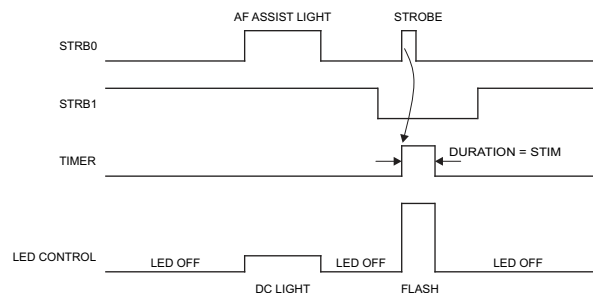 AF ASSIST LIGHT STROBE
STRB0
STRB1
TIMER
DURATION = STIM
LED CONTROL
LED OFF LED OFF LED OFF
DC LIGHT FLASH